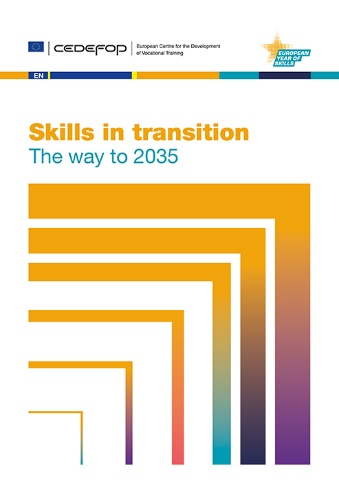 CEDEFOP
European Centre for the Development
of Vocational Training
EUROPEAN
YEAR OF
SKILLS
EN
Skills in transition
The way to 2035